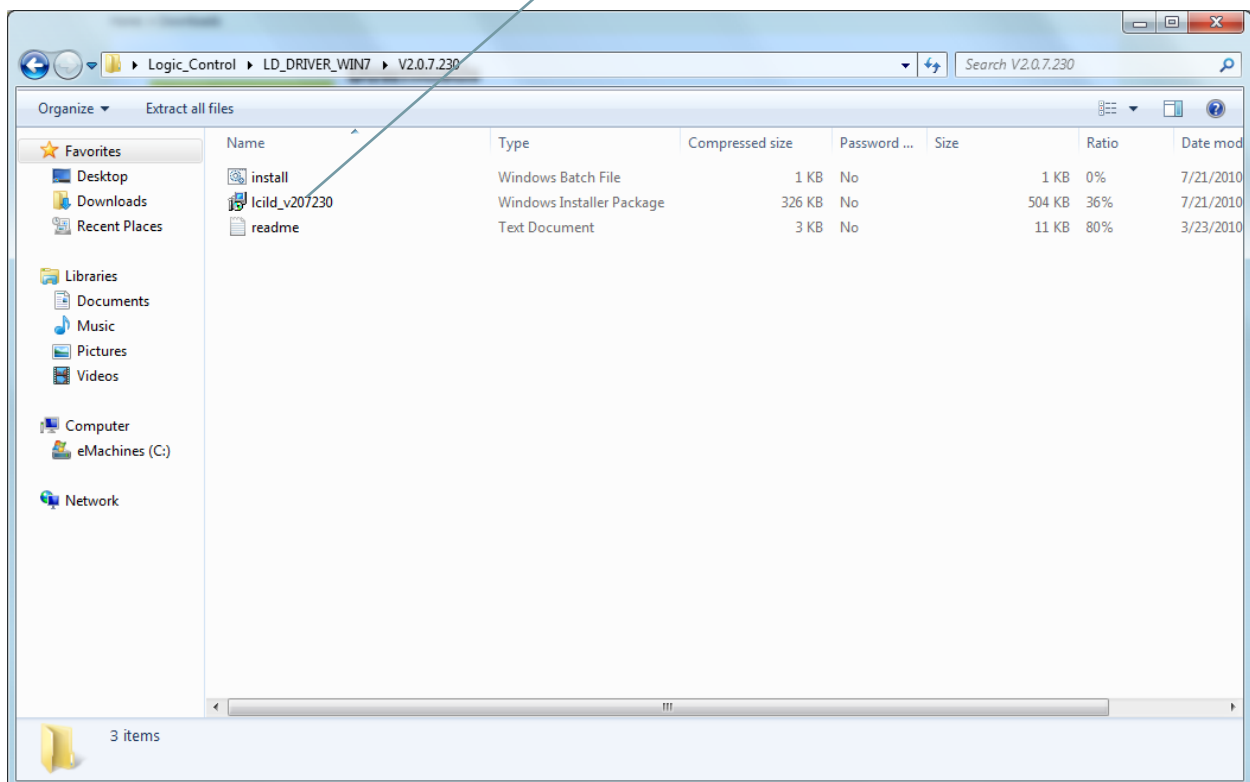 Logic_Control LD_DRIVER_WIN7 V2.0.7.230 Search V2.0.7.230
Organize Extract all files
Name Type Compressed size Password ... Size Ratio Date mod
install Windows Batch File 1 KB No 1 KB 0% 7/21/2010
lcild_v207230 Windows Installer Package 326 KB No 504 KB 36% 7/21/2010
readme Text Document 3 KB No 11 KB 80% 3/23/2010
Favorites
Desktop
Downloads
Recent Places
Libraries
Documents
Music
Pictures
Videos
Computer
eMachines (C:)
Network
3 items